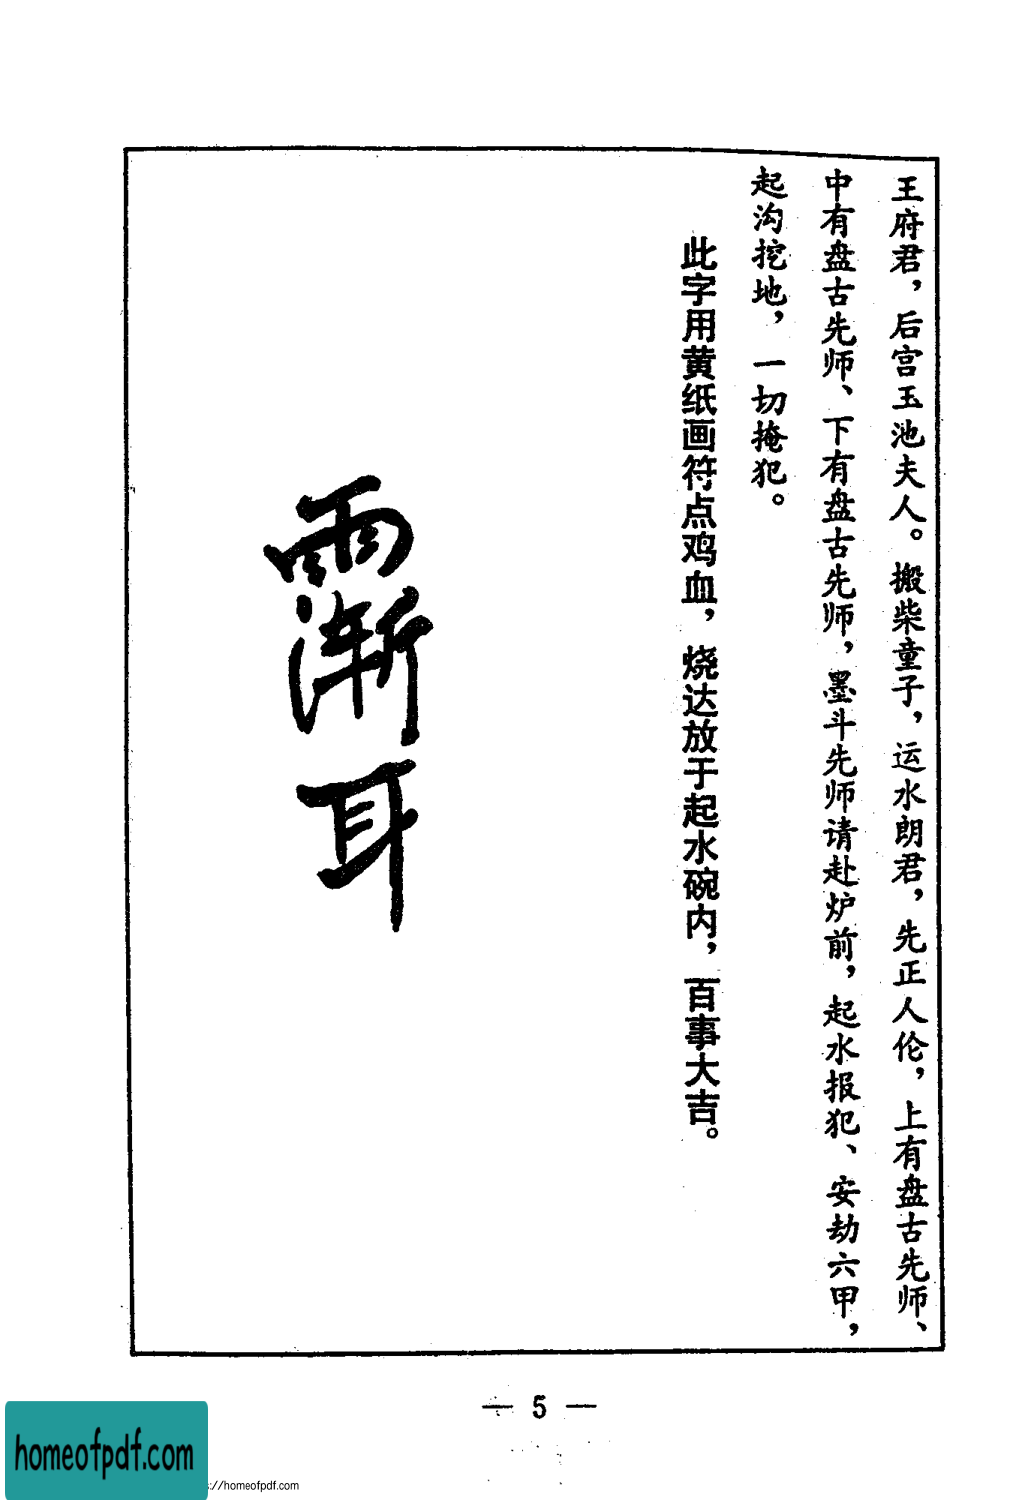 王府君，后宫玉池夫人。搬柴童子，运水朗君，先正人伦，上有盘古先师、
中有盘古先师、下有盘古先师，墨斗先师请赴炉前，起水报犯、安劫六甲，
起沟挖地，一切掩犯。
此字用黄纸画符点鸡血，烧达放于起水碗内，百事大吉。
雨渐耳
— 5 —
homeofpdf.com
s://homeofpdf.com